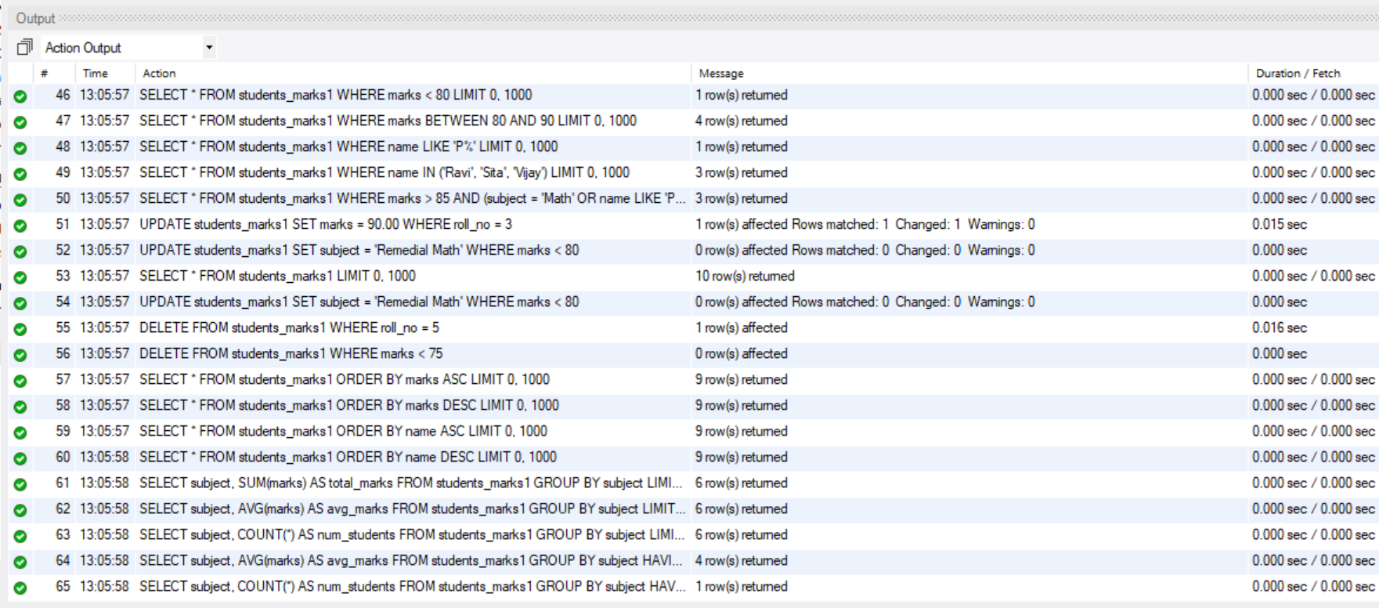 Output
Action Output
# Time Action Message Duration / Fetch
46 13:05:57 SELECT * FROM students_marks1 WHERE marks < 80 LIMIT 0, 1000 1 row(s) returned 0.000 sec / 0.000 sec
47 13:05:57 SELECT * FROM students_marks1 WHERE marks BETWEEN 80 AND 90 LIMIT 0, 1000 4 row(s) returned 0.000 sec / 0.000 sec
48 13:05:57 SELECT * FROM students_marks1 WHERE name LIKE 'P%' LIMIT 0, 1000 1 row(s) returned 0.000 sec / 0.000 sec
49 13:05:57 SELECT * FROM students_marks1 WHERE name IN ('Ravi', 'Sita', 'Vijay') LIMIT 0, 1000 3 row(s) returned 0.000 sec / 0.000 sec
50 13:05:57 SELECT * FROM students_marks1 WHERE marks > 85 AND (subject = 'Math' OR name LIKE 'P... 3 row(s) returned 0.000 sec / 0.000 sec
51 13:05:57 UPDATE students_marks1 SET marks = 90.00 WHERE roll_no = 3 1 row(s) affected Rows matched: 1 Changed: 1 Warnings: 0 0.015 sec
52 13:05:57 UPDATE students_marks1 SET subject = 'Remedial Math' WHERE marks < 80 0 row(s) affected Rows matched: 0 Changed: 0 Warnings: 0 0.000 sec
53 13:05:57 SELECT * FROM students_marks1 LIMIT 0, 1000 10 row(s) returned 0.000 sec / 0.000 sec
54 13:05:57 UPDATE students_marks1 SET subject = 'Remedial Math' WHERE marks < 80 0 row(s) affected Rows matched: 0 Changed: 0 Warnings: 0 0.000 sec
55 13:05:57 DELETE FROM students_marks1 WHERE roll_no = 5 1 row(s) affected 0.016 sec
56 13:05:57 DELETE FROM students_marks1 WHERE marks < 75 0 row(s) affected 0.000 sec
57 13:05:57 SELECT * FROM students_marks1 ORDER BY marks ASC LIMIT 0, 1000 9 row(s) returned 0.000 sec / 0.000 sec
58 13:05:57 SELECT * FROM students_marks1 ORDER BY marks DESC LIMIT 0, 1000 9 row(s) returned 0.000 sec / 0.000 sec
59 13:05:57 SELECT * FROM students_marks1 ORDER BY name ASC LIMIT 0, 1000 9 row(s) returned 0.000 sec / 0.000 sec
60 13:05:58 SELECT * FROM students_marks1 ORDER BY name DESC LIMIT 0, 1000 9 row(s) returned 0.000 sec / 0.000 sec
61 13:05:58 SELECT subject, SUM(marks) AS total_marks FROM students_marks1 GROUP BY subject LIMI... 6 row(s) returned 0.000 sec / 0.000 sec
62 13:05:58 SELECT subject, AVG(marks) AS avg_marks FROM students_marks1 GROUP BY subject LIMIT... 6 row(s) returned 0.000 sec / 0.000 sec
63 13:05:58 SELECT subject, COUNT(*) AS num_students FROM students_marks1 GROUP BY subject LIMI... 6 row(s) returned 0.000 sec / 0.000 sec
64 13:05:58 SELECT subject, AVG(marks) AS avg_marks FROM students_marks1 GROUP BY subject HAVI... 4 row(s) returned 0.000 sec / 0.000 sec
65 13:05:58 SELECT subject, COUNT(*) AS num_students FROM students_marks1 GROUP BY subject HAV... 1 row(s) returned 0.000 sec / 0.000 sec